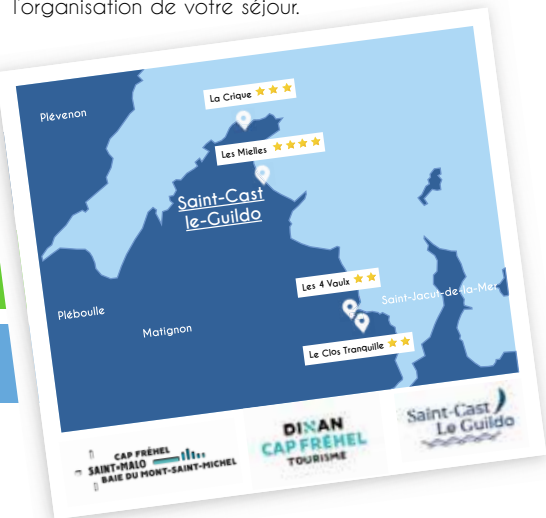 l'organisation de votre séjour.
Plévenon
La Crique
Les Mielles
Saint-Cast
le-Guildo
Les 4 Vaulx
Saint-Jacut-de-la-Mer
Pléboulle
Matignon
Le Clos Tranquille
CAP FRÉHEL
SAINT-MALO
BAIE DU MONT-SAINT-MICHEL
DINAN
CAP FRÉHEL
TOURISME
Saint-Cast
Le Guildo